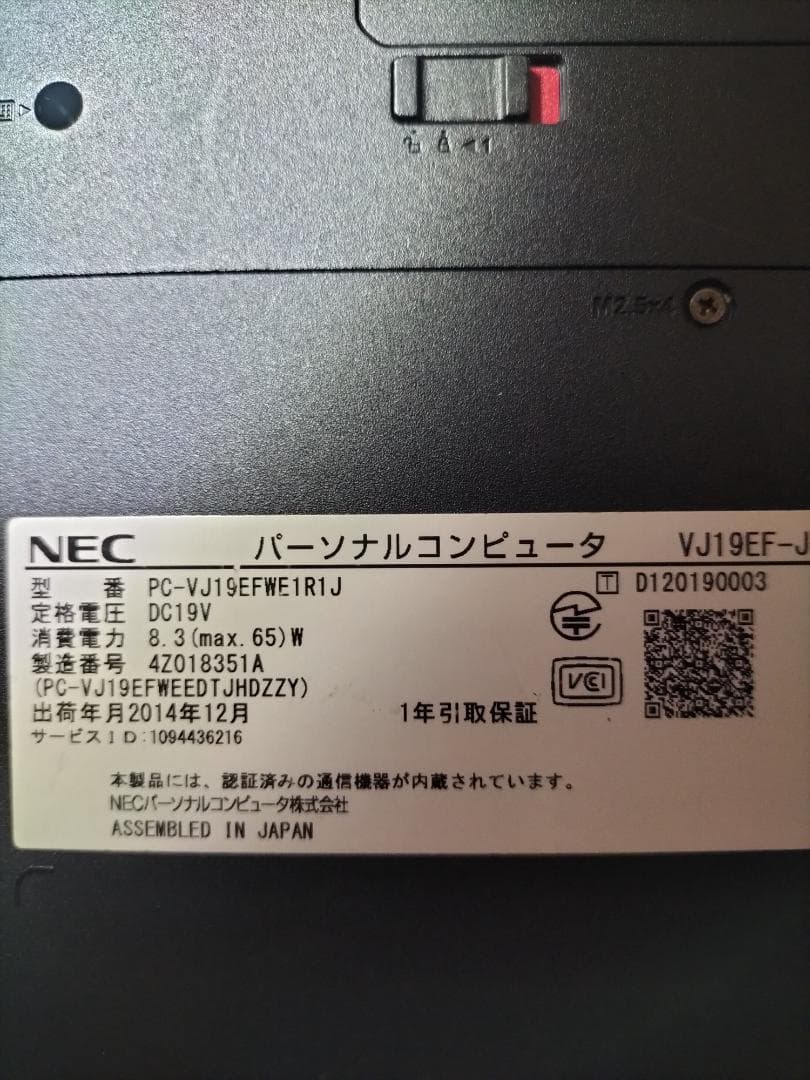 M2.5x4
NEC パーソナルコンピュータ VJ19EF-J
型 番 PC-VJ19EFWE1R1J
T D120190003
定格電圧 DC19V
消費電力 8.3(max.65)W
製造番号 4Z018351A
(PC-VJ19EFWEEDTJHDZZY)
VCI
出荷年月2014年12月 1年引取保証
サービスID:1094436216
本製品には、認証済みの通信機器が内蔵されています。
NECパーソナルコンピュータ株式会社
ASSEMBLED IN JAPAN